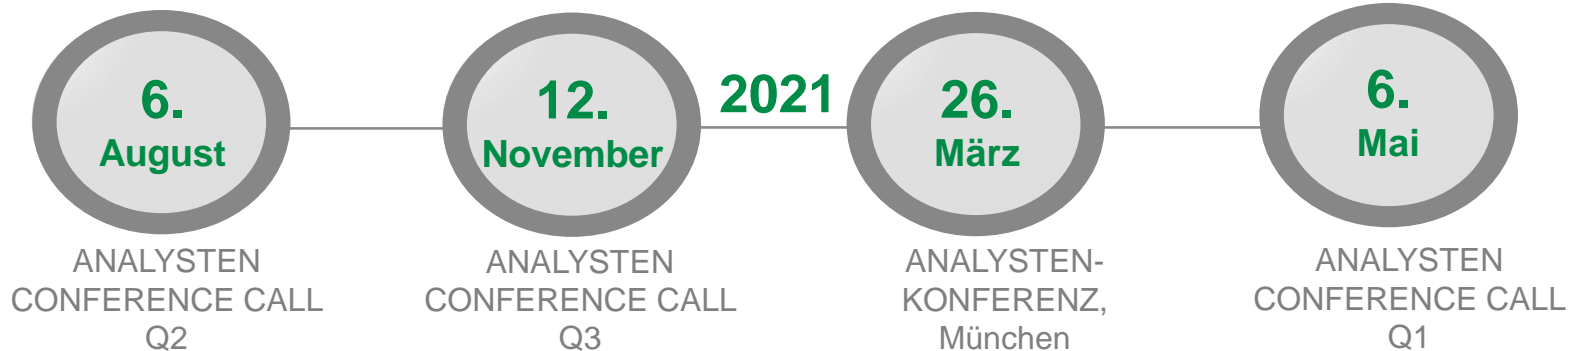 6.
August
ANALYSTEN
CONFERENCE CALL
Q2
12.
November
ANALYSTEN
CONFERENCE CALL
Q3
2021
26.
März
ANALYSTEN-
KONFERENZ,
München
6.
Mai
ANALYSTEN
CONFERENCE CALL
Q1